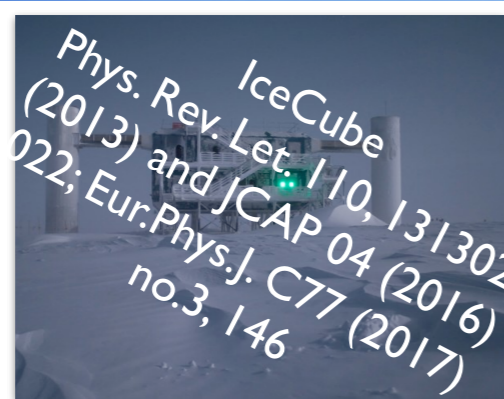 IceCube
Phys. Rev. Let. 110, 131302
(2013) and JCAP 04 (2016)
022; Eur.Phys.J. C77 (2017)
no.3, 146